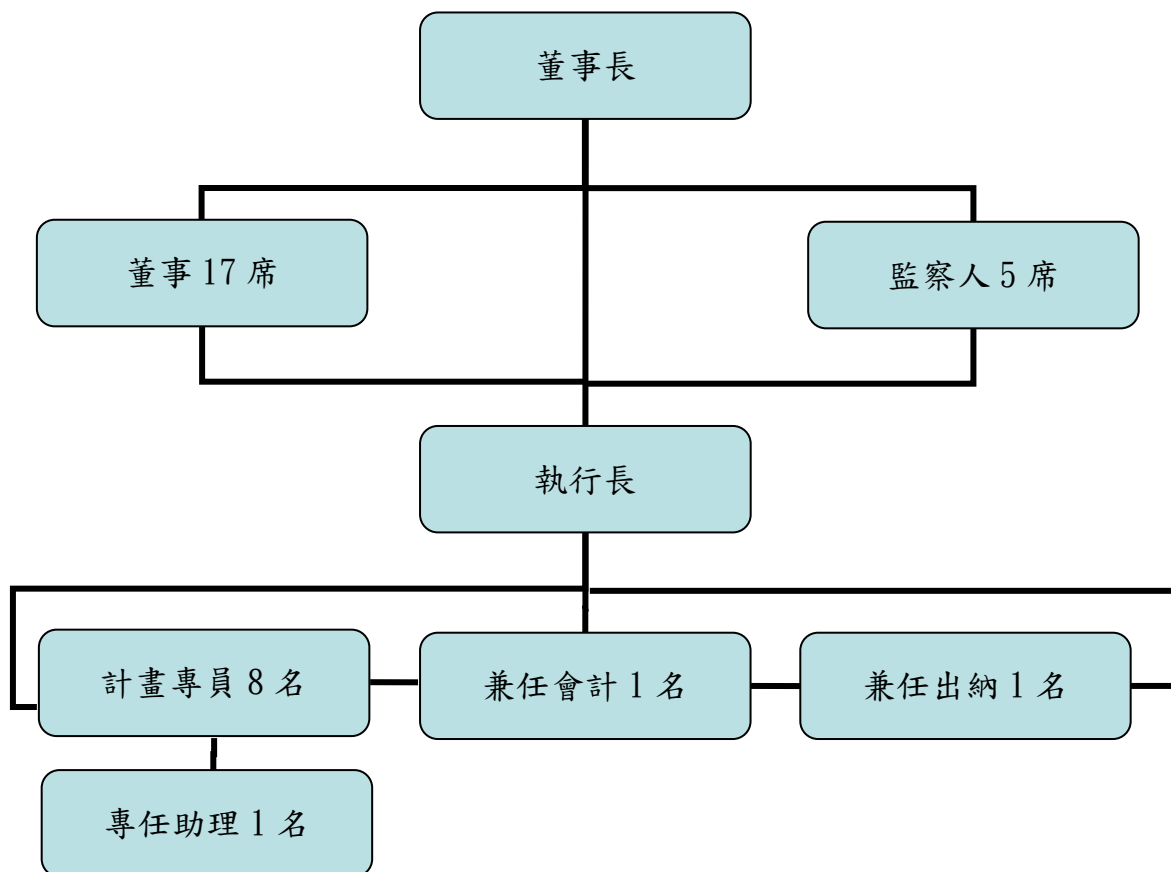 董事長
董事 17 席
監察人 5 席
執行長
計畫專員 8 名
兼任會計 1 名
兼任出納 1 名
專任助理 1 名